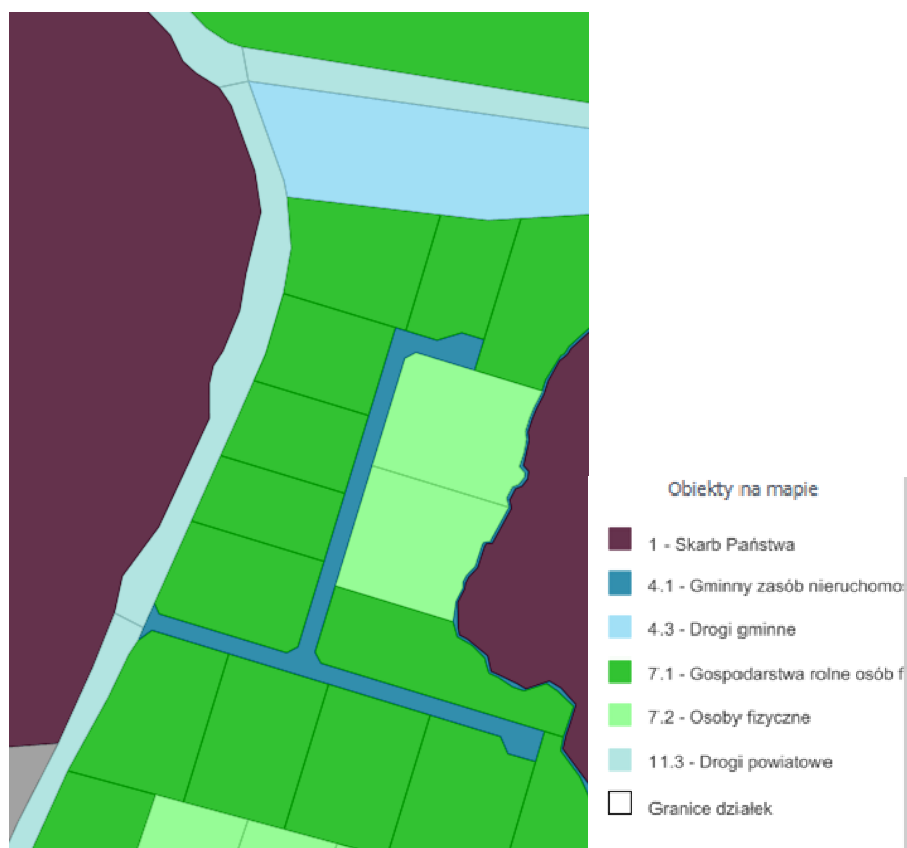 Obiekty na mapie
1 - Skarb Państwa
4.1 - Gminny zasób nieruchomo
4.3 - Drogi gminne
7.1 - Gospodarstwa rolne osób f
7.2 - Osoby fizyczne
11.3 - Drogi powiatowe
Granice działek